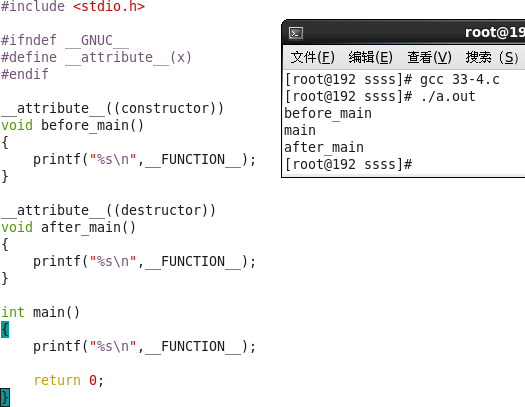 #include <stdio.h>
#ifndef __GNUC__
#define __attribute__(x)
#endif
__attribute__((constructor))
void before_main()
{
    printf("%s\n",__FUNCTION__);
}
__attribute__((destructor))
void after_main()
{
    printf("%s\n",__FUNCTION__);
}
int main()
{
    printf("%s\n",__FUNCTION__);
    return 0;
}
root@19
文件(F) 编辑(E) 查看(V) 搜索 (S)
[root@192 ssss]# gcc 33-4.c
[root@192 ssss]# ./a.out
before_main
main
after_main
[root@192 ssss]#